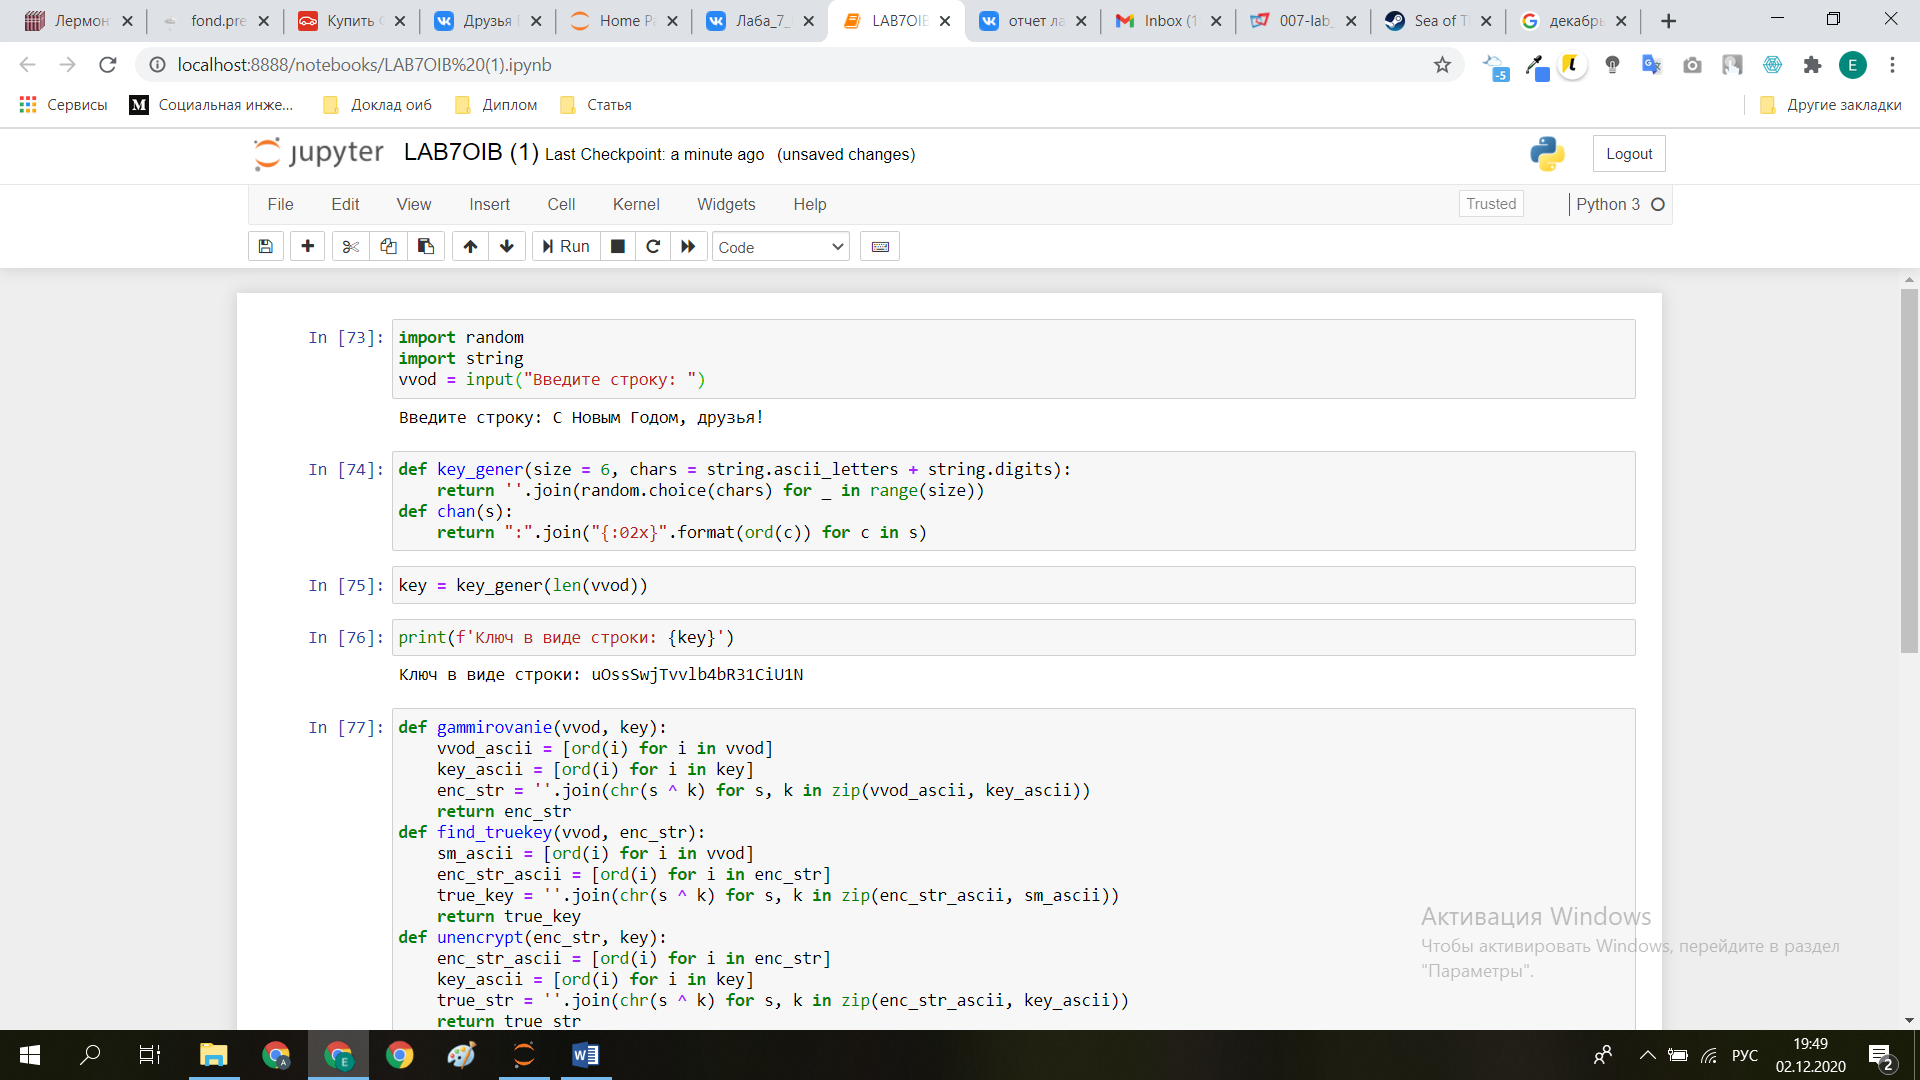 Лермон
fond.pre
Купить
Друзья
Home Pa
Лаба_7_
LAB7OIE
отчет ла
Inbox (1
007-lab_
Sea of T
декабрь
localhost:8888/notebooks/LAB7OIB%20(1).ipynb
-5
E
Сервисы
Социальная инже...
Доклад оиб
Диплом
Статья
Другие закладки
jupyter LAB7OIB (1) Last Checkpoint: a minute ago (unsaved changes)
Logout
File Edit View Insert Cell Kernel Widgets Help
Trusted
Python 3
Run
Code
In [73]: import random
import string
vvod = input("Введите строку: ")
Введите строку: С Новым Годом, друзья!
In [74]: def key_gener(size = 6, chars = string.ascii_letters + string.digits):
    return ''.join(random.choice(chars) for _ in range(size))
def chan(s):
    return ":".join("{:02x}".format(ord(c)) for c in s)
In [75]: key = key_gener(len(vvod))
In [76]: print(f'Ключ в виде строки: {key}')
Ключ в виде строки: uOssSwjTvvlb4bR31CiU1N
In [77]: def gammirovanie(vvod, key):
    vvod_ascii = [ord(i) for i in vvod]
    key_ascii = [ord(i) for i in key]
    enc_str = ''.join(chr(s ^ k) for s, k in zip(vvod_ascii, key_ascii))
    return enc_str
def find_truekey(vvod, enc_str):
    sm_ascii = [ord(i) for i in vvod]
    enc_str_ascii = [ord(i) for i in enc_str]
    true_key = ''.join(chr(s ^ k) for s, k in zip(enc_str_ascii, sm_ascii))
    return true_key
def unencrypt(enc_str, key):
    enc_str_ascii = [ord(i) for i in enc_str]
    key_ascii = [ord(i) for i in key]
    true_str = ''.join(chr(s ^ k) for s, k in zip(enc_str_ascii, key_ascii))
    return true_str
Активация Windows
Чтобы активировать Windows, перейдите в раздел
"Параметры".
РУС
19:49
02.12.2020
2